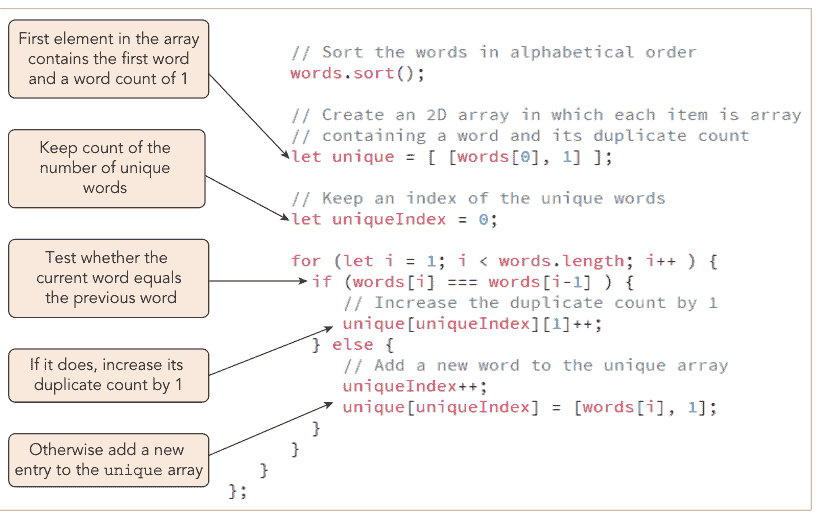 First element in the array
contains the first word
and a word count of 1
Keep count of the
number of unique
words
Test whether the
current word equals
the previous word
If it does, increase its
duplicate count by 1
Otherwise add a new
entry to the unique array
// Sort the words in alphabetical order
words.sort();
// Create an 2D array in which each item is array
// containing a word and its duplicate count
let unique = [ [words[0], 1] ];
// Keep an index of the unique words
let uniqueIndex = 0;
for (let i = 1; i < words.length; i++ ) {
if (words[i] === words[i-1] ) {
// Increase the duplicate count by 1
unique[uniqueIndex][1]++;
} else {
// Add a new word to the unique array
uniqueIndex++;
unique[uniqueIndex] = [words[i], 1];
}
}
}
};